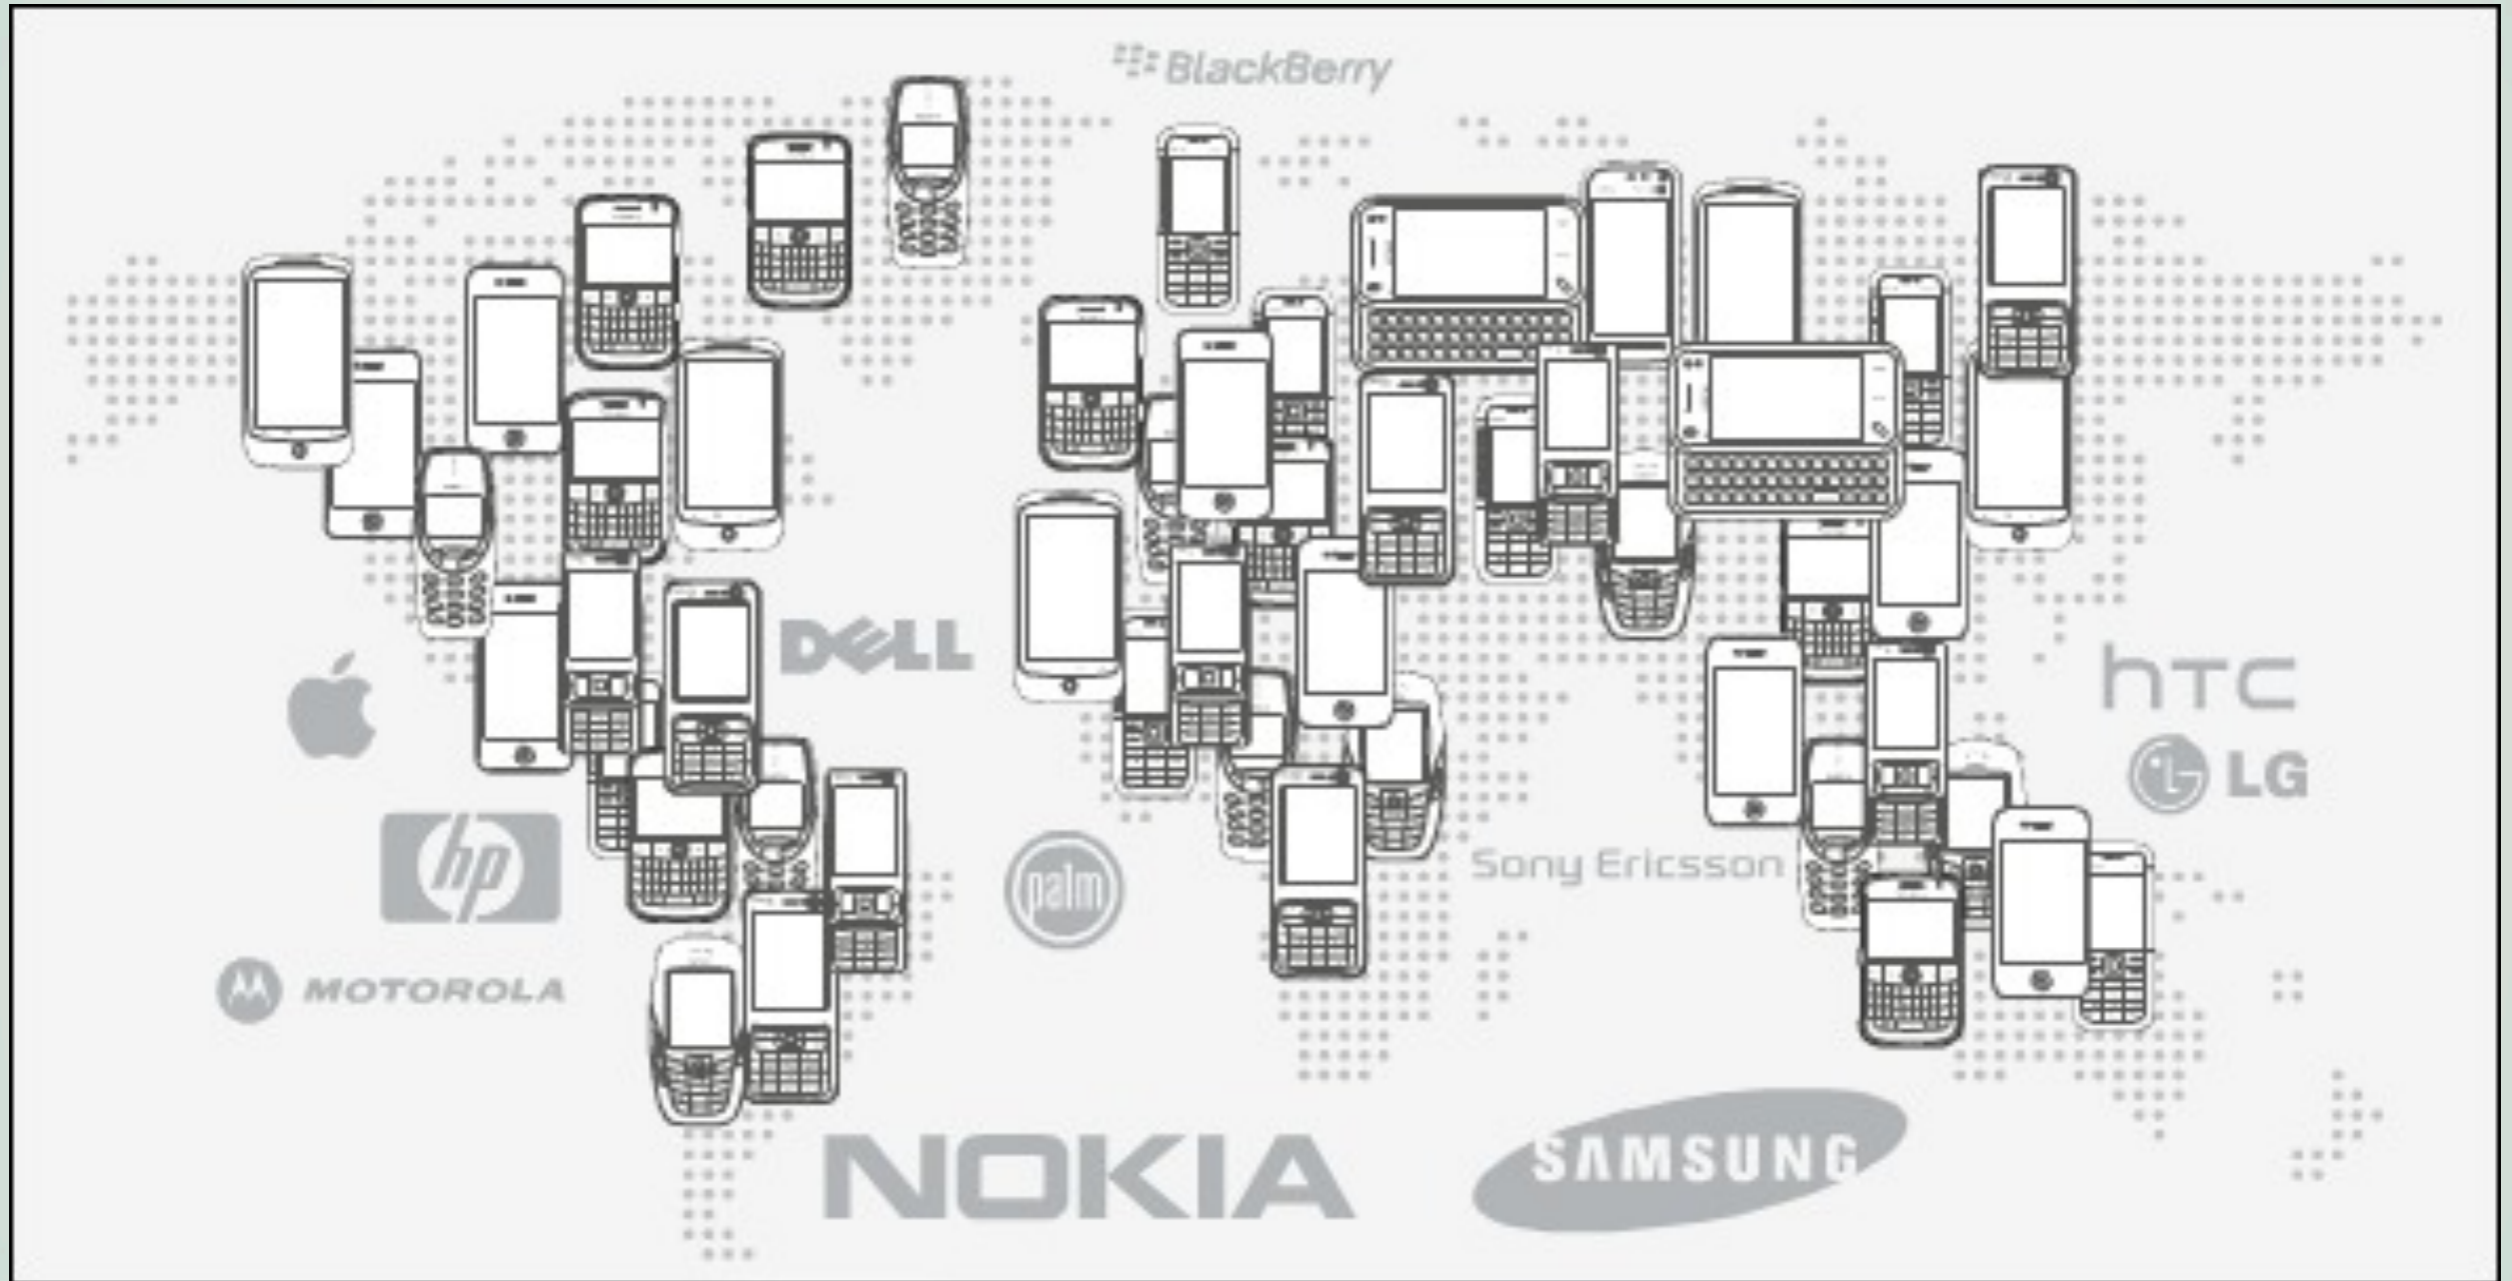 BlackBerry
DELL
hTC
LG
hp
palm
Sony Ericsson
MOTOROLA
NOKIA
SAMSUNG